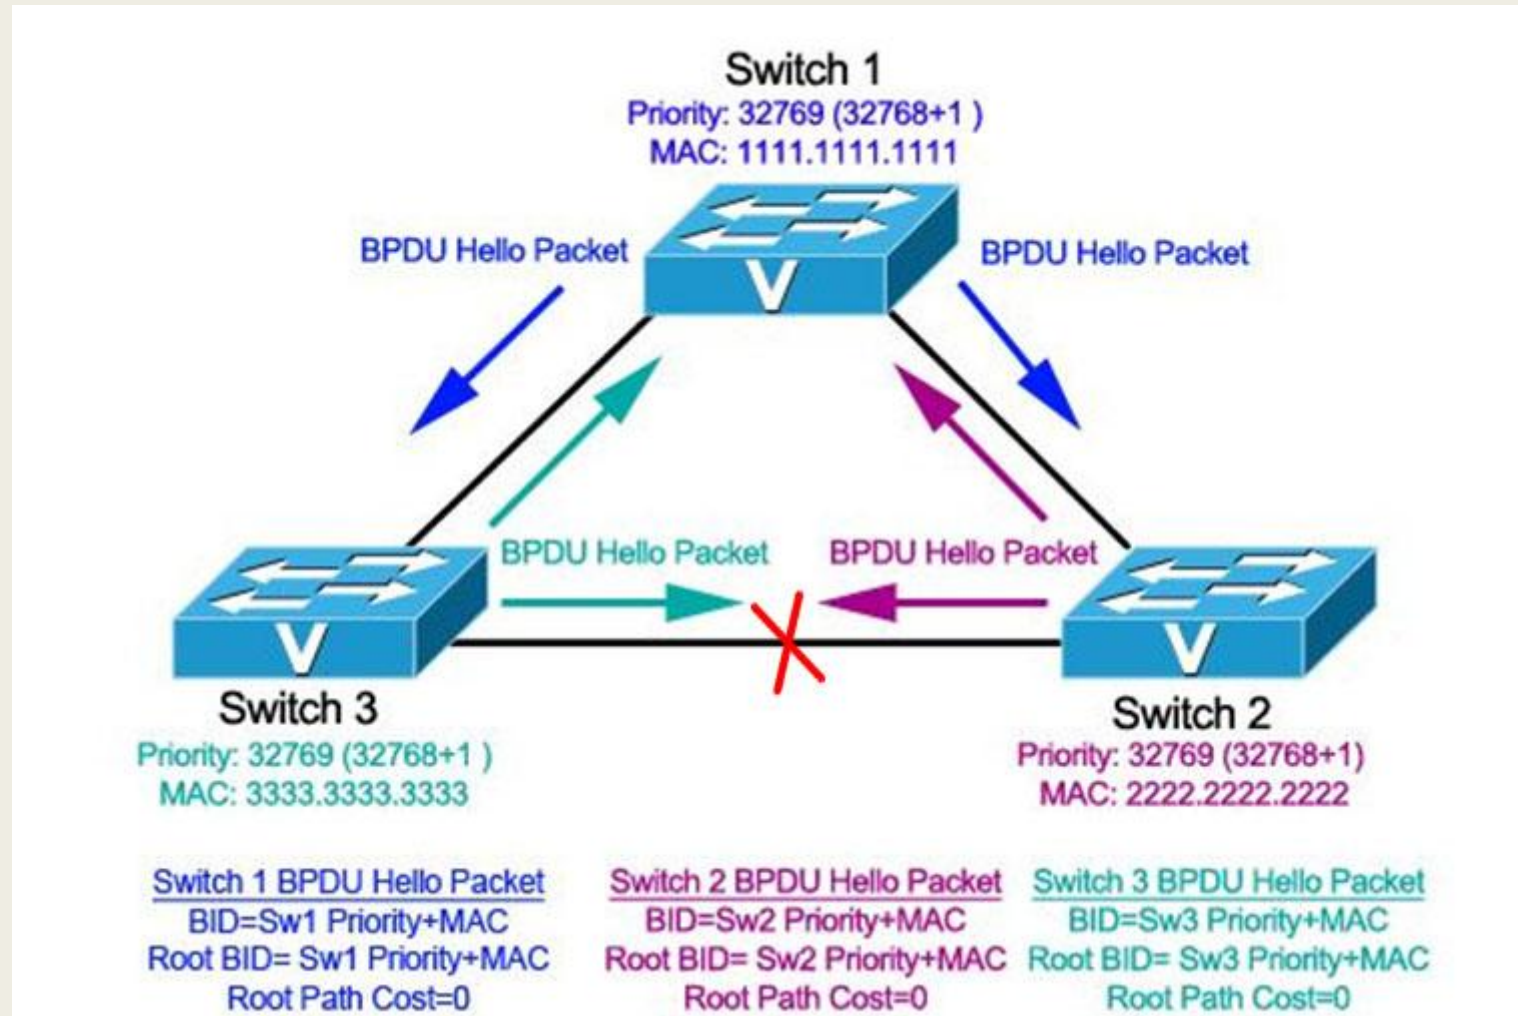 Switch 1
Priority: 32769 (32768+1 )
MAC: 1111.1111.1111
BPDU Hello Packet
BPDU Hello Packet
V
BPDU Hello Packet
BPDU Hello Packet
V
V
Switch 3
Priority: 32769 (32768+1 )
MAC: 3333.3333.3333
Switch 2
Priority: 32769 (32768+1)
MAC: 2222.2222.2222
Switch 1 BPDU Hello Packet
BID=Sw1 Priority+MAC
Root BID= Sw1 Priority+MAC
Root Path Cost=0
Switch 2 BPDU Hello Packet
BID=Sw2 Priority+MAC
Root BID= Sw2 Priority+MAC
Root Path Cost=0
Switch 3 BPDU Hello Packet
BID=Sw3 Priority+MAC
Root BID= Sw3 Priority+MAC
Root Path Cost=0